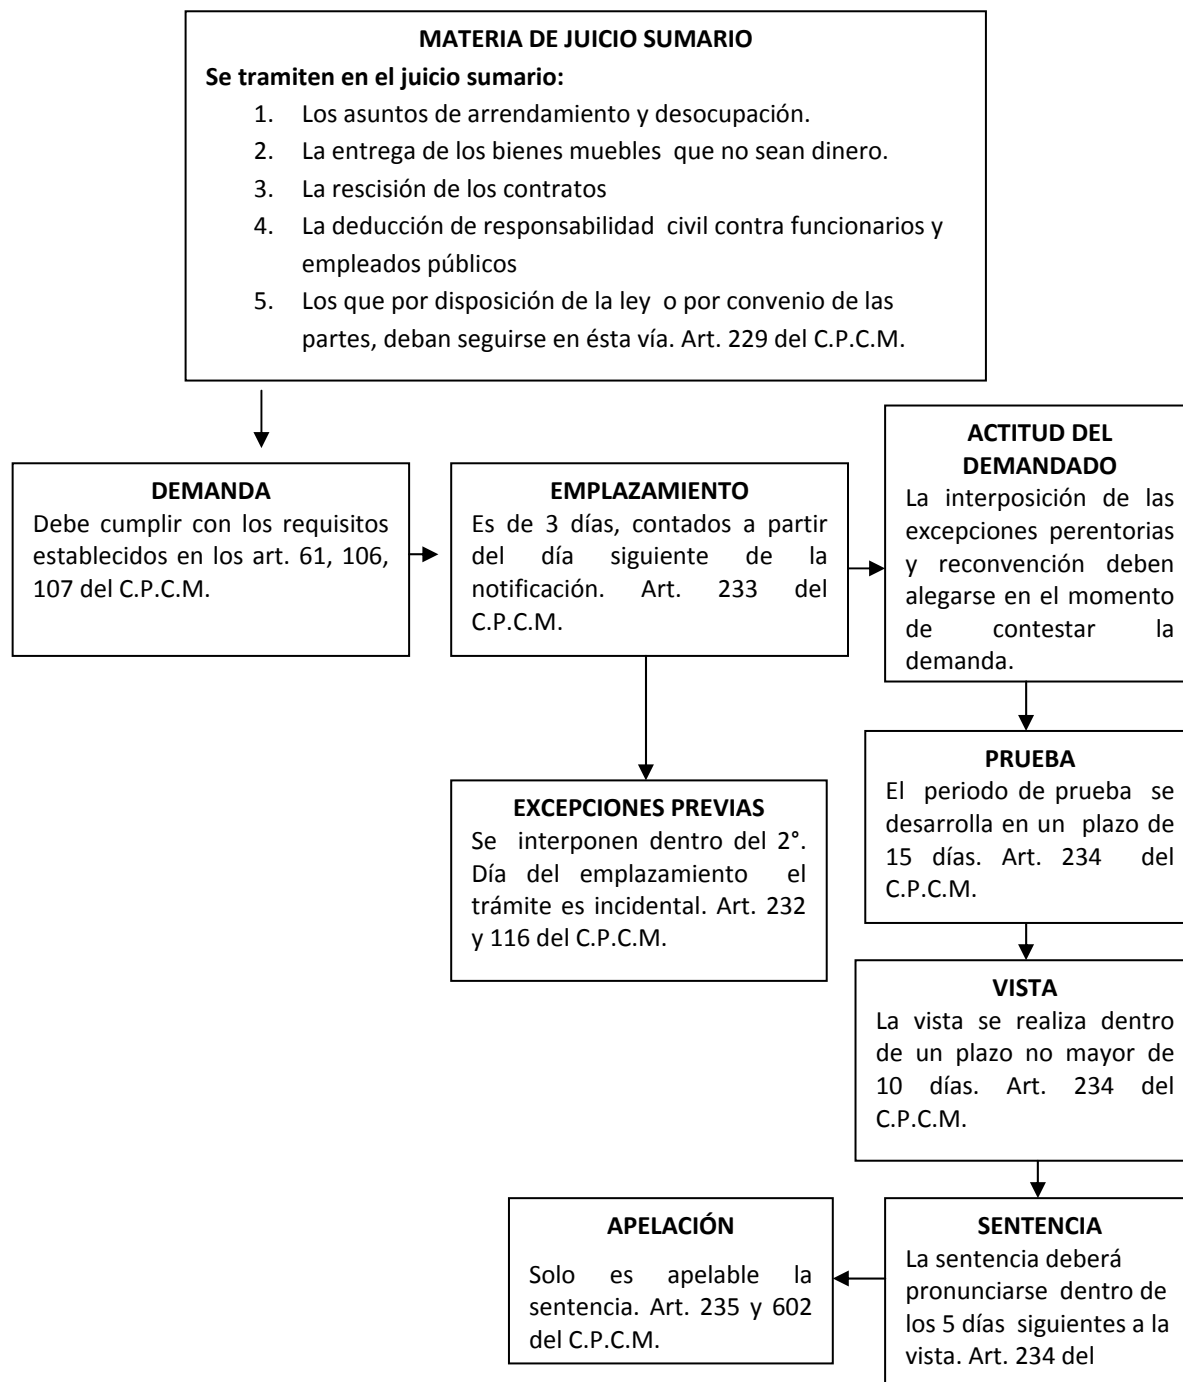 MATERIA DE JUICIO SUMARIO
Se tramiten en el juicio sumario:
1. Los asuntos de arrendamiento y desocupación.
2. La entrega de los bienes muebles que no sean dinero.
3. La rescisión de los contratos
4. La deducción de responsabilidad civil contra funcionarios y
empleados públicos
5. Los que por disposición de la ley o por convenio de las
partes, deban seguirse en ésta vía. Art. 229 del C.P.C.M.
DEMANDA
Debe cumplir con los requisitos
establecidos en los art. 61, 106,
107 del C.P.C.M.
EMPLAZAMIENTO
Es de 3 días, contados a partir
del día siguiente de la
notificación. Art. 233 del
C.P.C.M.
ACTITUD DEL
DEMANDADO
La interposición de las
excepciones perentorias
y reconvención deben
alegarse en el momento
de contestar la
demanda.
EXCEPCIONES PREVIAS
Se interponen dentro del 2°.
Día del emplazamiento el
trámite es incidental. Art. 232
y 116 del C.P.C.M.
PRUEBA
El periodo de prueba se
desarrolla en un plazo de
15 días. Art. 234 del
C.P.C.M.
VISTA
La vista se realiza dentro
de un plazo no mayor de
10 días. Art. 234 del
C.P.C.M.
SENTENCIA
La sentencia deberá
pronunciarse dentro de
los 5 días siguientes a la
vista. Art. 234 del
APELACIÓN
Solo es apelable la
sentencia. Art. 235 y 602
del C.P.C.M.